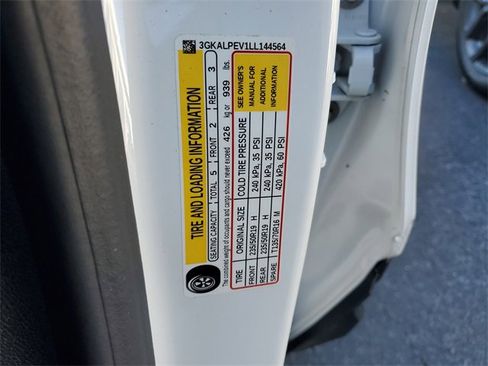 3GKALPEV1LL144564
TIRE AND LOADING INFORMATION
SEATING CAPACITY TOTAL 5 FRONT 2 REAR 3
The combined weight of occupants and cargo should never exceed 426 kg or 939 lbs.
TIRE ORIGINAL SIZE COLD TIRE PRESSURE
FRONT 235/50R19 H 240 kPa, 35 PSI
REAR 235/50R19 H 240 kPa, 35 PSI
SPARE T135/70R16 M 420 kPa, 60 PSI
SEE OWNER'S
MANUAL FOR
ADDITIONAL
INFORMATION